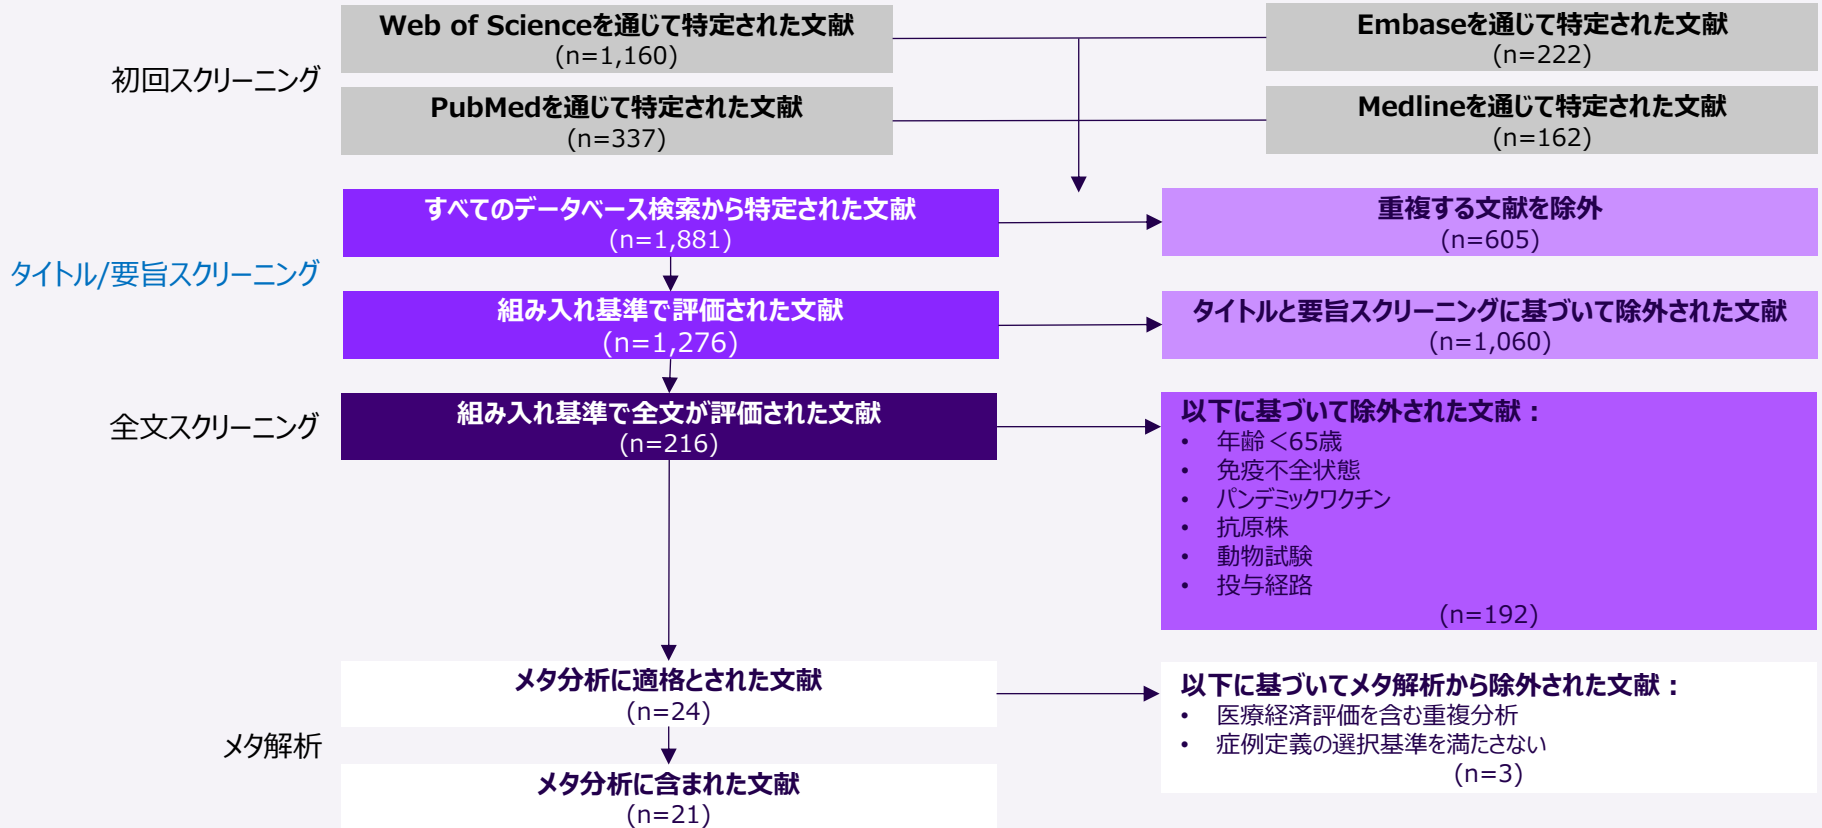 初回スクリーニング
Web of Scienceを通じて特定された文献
(n=1,160)
Embaseを通じて特定された文献
(n=222)
PubMedを通じて特定された文献
(n=337)
Medlineを通じて特定された文献
(n=162)
タイトル/要旨スクリーニング
すべてのデータベース検索から特定された文献
(n=1,881)
重複する文献を除外
(n=605)
組み入れ基準で評価された文献
(n=1,276)
タイトルと要旨スクリーニングに基づいて除外された文献
(n=1,060)
全文スクリーニング
組み入れ基準で全文が評価された文献
(n=216)
以下に基づいて除外された文献：
• 年齢＜65歳
• 免疫不全状態
• パンデミックワクチン
• 抗原株
• 動物試験
• 投与経路
(n=192)
メタ解析
メタ分析に適格とされた文献
(n=24)
以下に基づいてメタ解析から除外された文献：
• 医療経済評価を含む重複分析
• 症例定義の選択基準を満たさない
(n=3)
メタ分析に含まれた文献
(n=21)